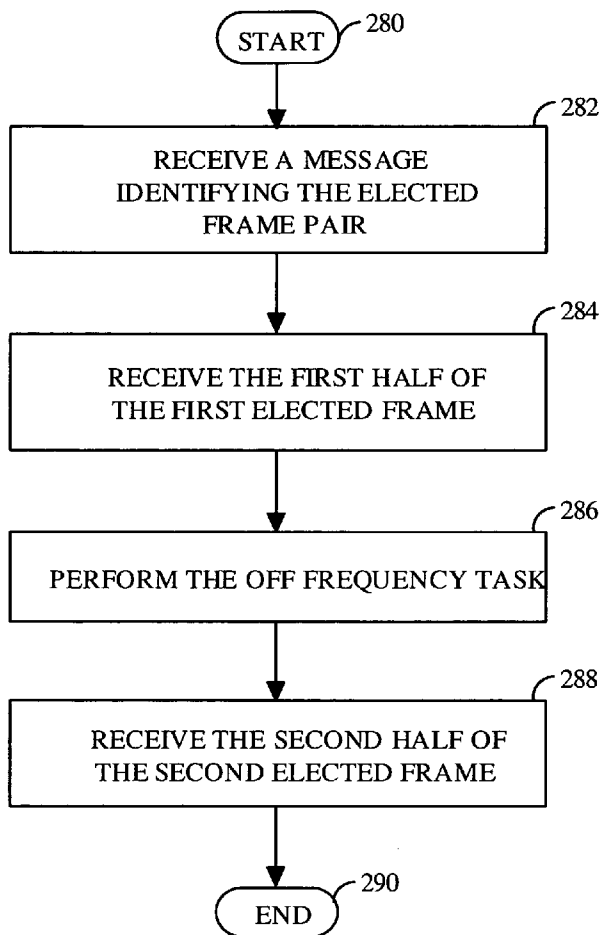 START
280
282
RECEIVE A MESSAGE
IDENTIFYING THE ELECTED
FRAME PAIR
284
RECEIVE THE FIRST HALF OF
THE FIRST ELECTED FRAME
286
PERFORM THE OFF FREQUENCY TASK
288
RECEIVE THE SECOND HALF OF
THE SECOND ELECTED FRAME
290
END